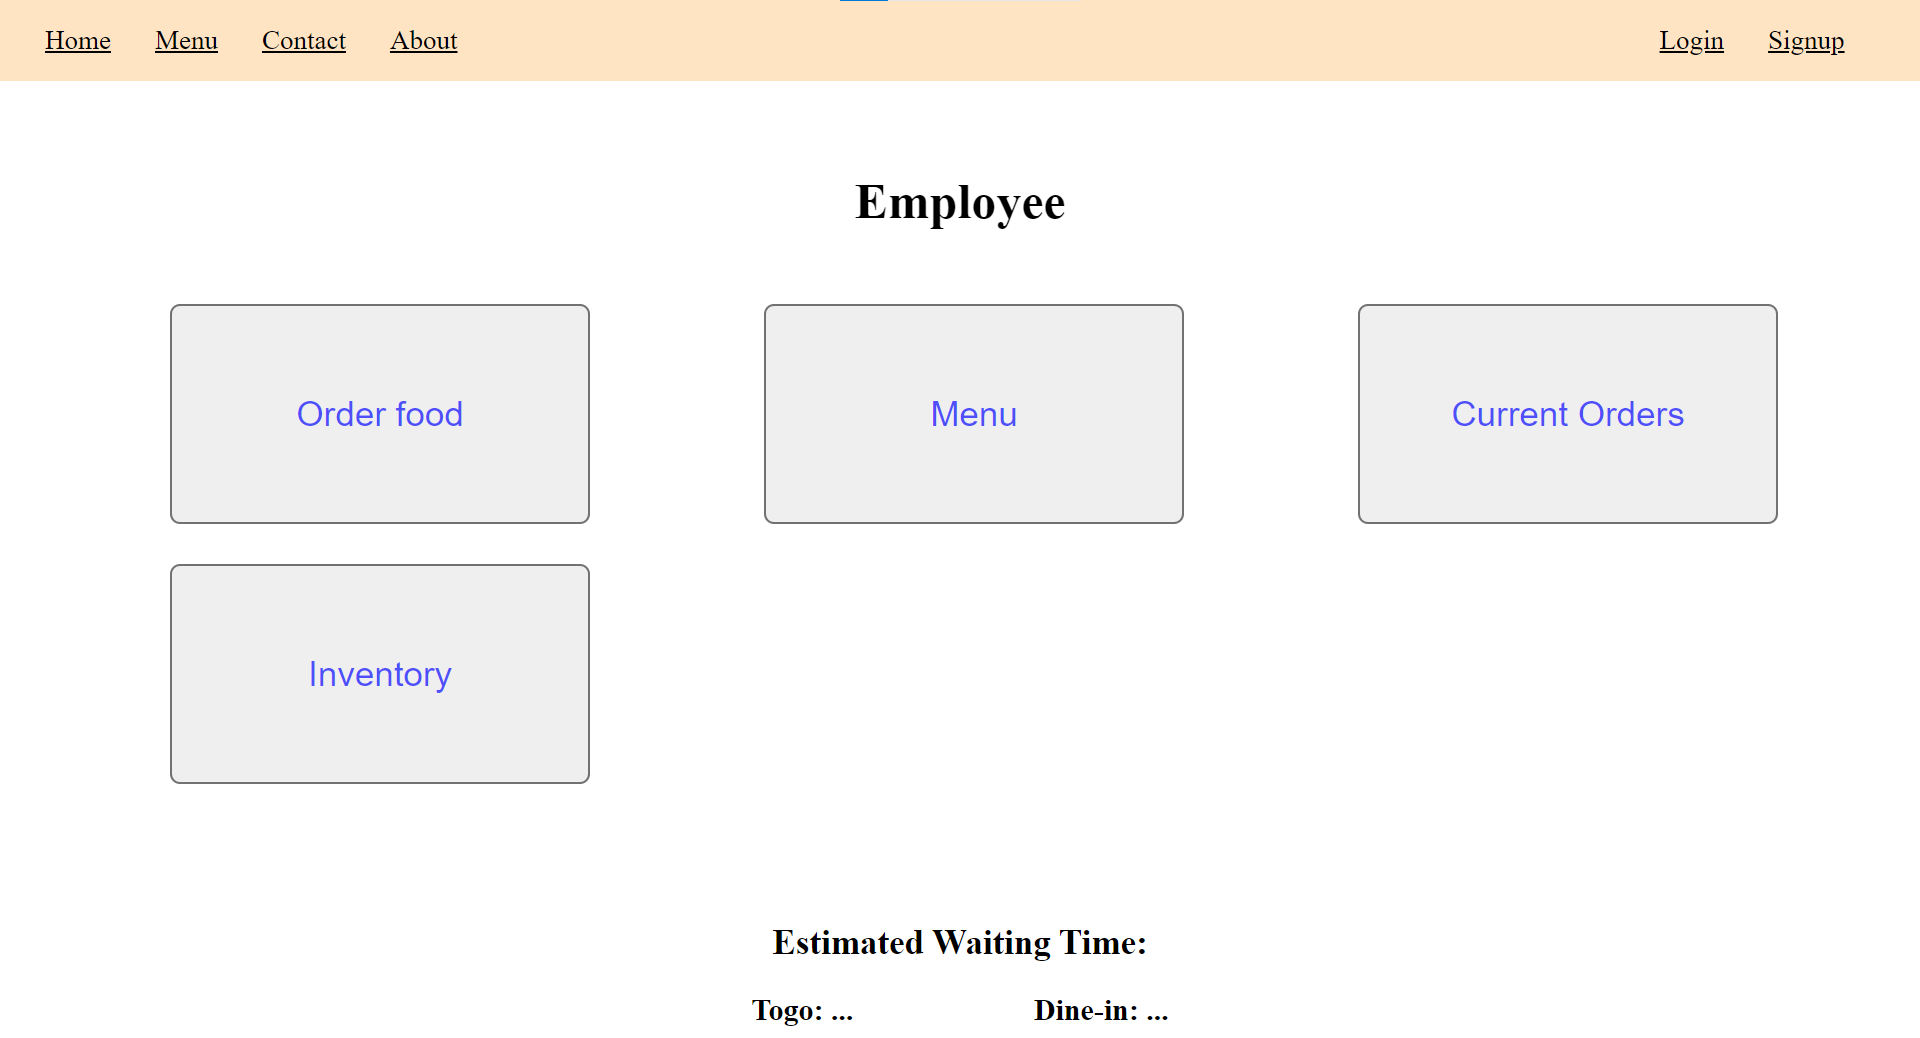 Home Menu Contact About Login Signup
Employee
Order food Menu Current Orders
Inventory
Estimated Waiting Time:
Togo: ... Dine-in: ...